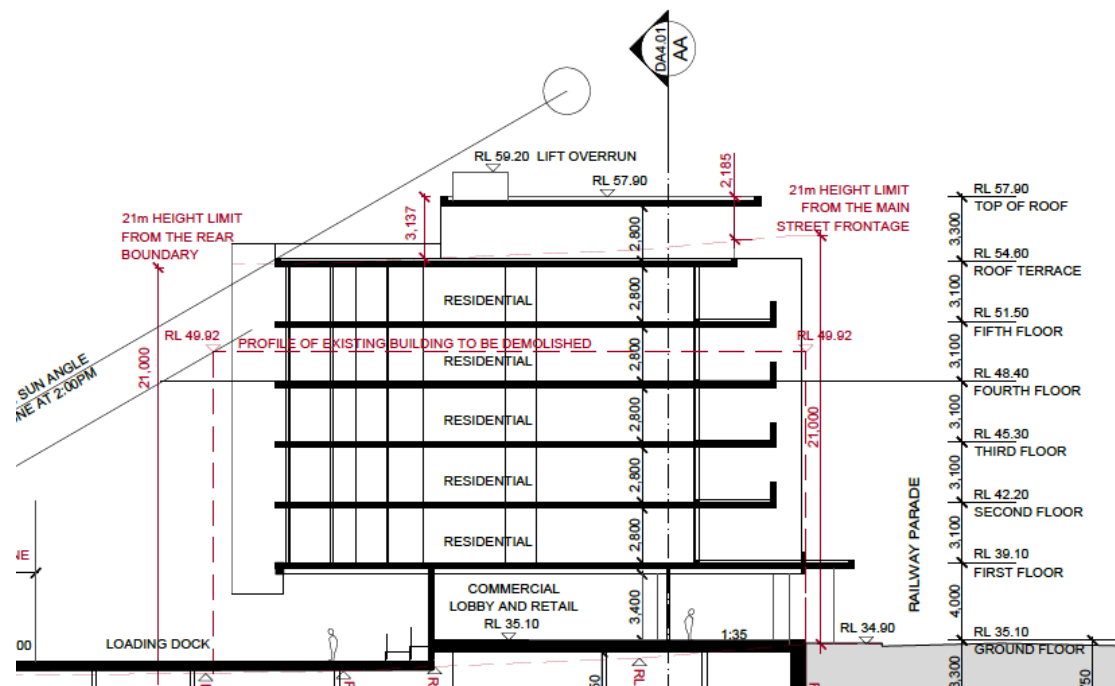 DA4.01
AA
RL 59.20 LIFT OVERRUN
RL 57.90
2,185
21m HEIGHT LIMIT
FROM THE MAIN
STREET FRONTAGE
RL 57.90
TOP OF ROOF
21m HEIGHT LIMIT
FROM THE REAR
BOUNDARY
3,137
2,800
3,300
RL 54.60
ROOF TERRACE
RESIDENTIAL
2,800
3,100
RL 51.50
FIFTH FLOOR
RL 49.92
PROFILE OF EXISTING BUILDING TO BE DEMOLISHED
RL 49.92
RESIDENTIAL
2,800
3,100
21,000
SUN ANGLE
NE AT 2:00PM
RL 48.40
FOURTH FLOOR
RESIDENTIAL
2,800
21,000
3,100
RL 45.30
THIRD FLOOR
RESIDENTIAL
2,800
3,100
RL 42.20
SECOND FLOOR
RESIDENTIAL
2,800
3,100
NE
RL 39.10
FIRST FLOOR
RAILWAY PARADE
COMMERCIAL
LOBBY AND RETAIL
RL 35.10
3,400
4,000
1:35
RL 34.90
RL 35.10
GROUND FLOOR
00
LOADING DOCK
RL
3,300